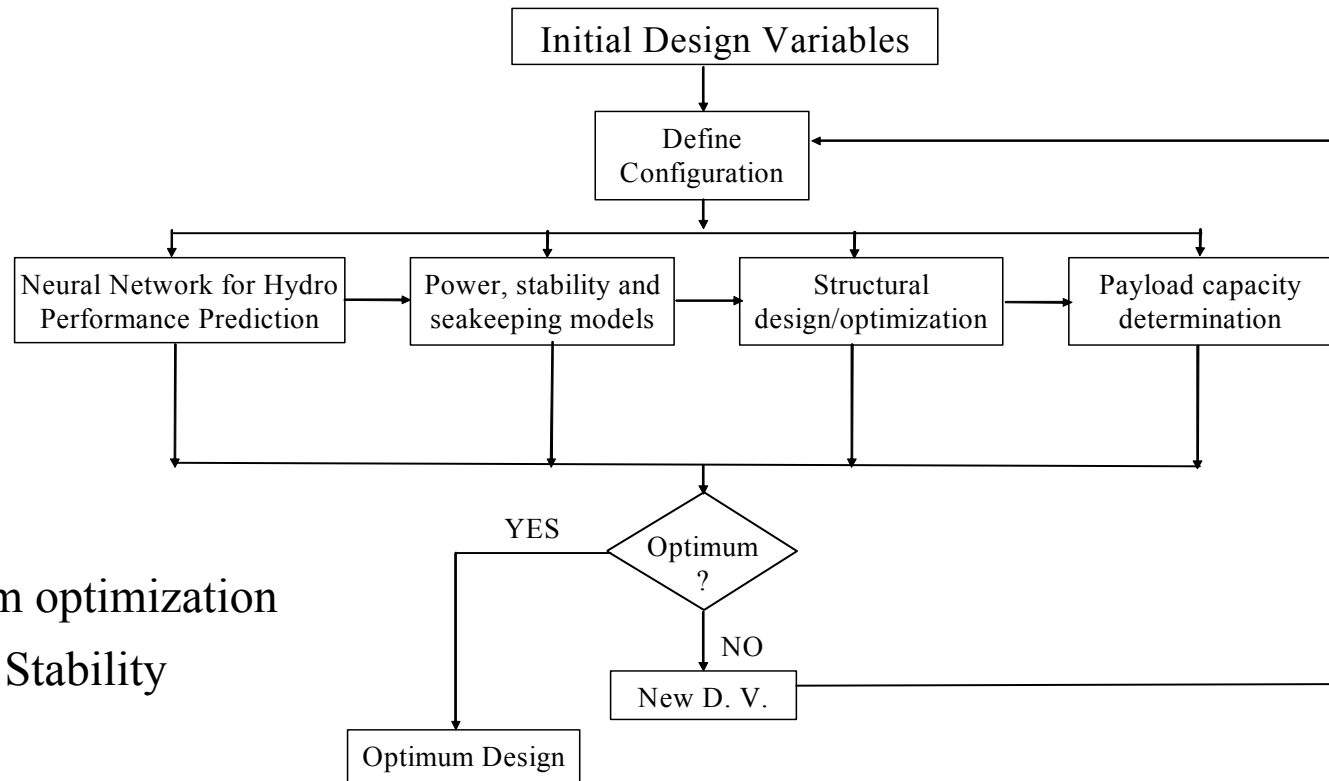 Initial Design Variables
Define
Configuration
Neural Network for Hydro
Performance Prediction
Power, stability and
seakeeping models
Structural
design/optimization
Payload capacity
determination
YES
Optimum
?
optimization
Stability
NO
New D. V.
Optimum Design